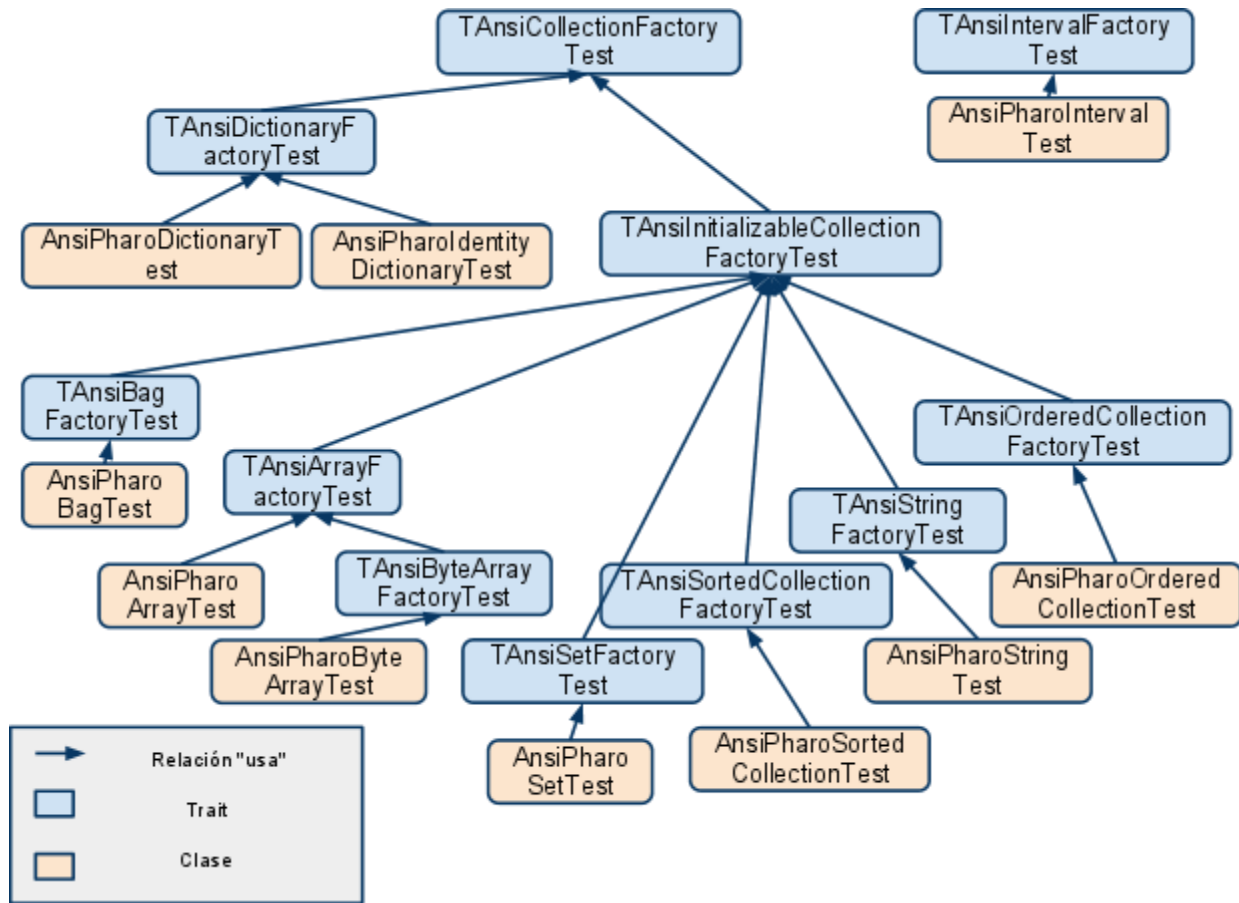 TAnsiCollectionFactory
Test
TAnsiIntervalFactory
Test
AnsiPharoInterval
Test
TAnsiDictionaryF
actoryTest
AnsiPharoDictionaryT
est
AnsiPharoIdentity
DictionaryTest
TAnsiInitializableCollection
FactoryTest
TAnsiBag
FactoryTest
AnsiPharo
BagTest
TAnsiArrayF
actoryTest
TAnsiOrderedCollection
FactoryTest
TAnsiString
FactoryTest
AnsiPharo
ArrayTest
TAnsiByteArray
FactoryTest
TAnsiSortedCollection
FactoryTest
AnsiPharoOrdered
CollectionTest
AnsiPharoByte
ArrayTest
TAnsiSetFactory
Test
AnsiPharoString
Test
AnsiPharo
SetTest
AnsiPharoSorted
CollectionTest
Relación "usa"
Trait
Clase